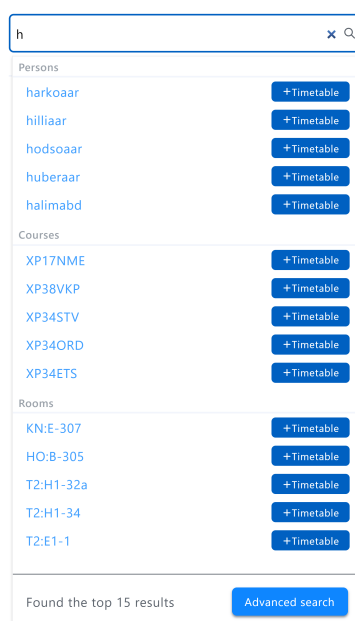 h
Persons
harkoaar +Timetable
hilliaar +Timetable
hodsoaar +Timetable
huberaar +Timetable
halimabd +Timetable
Courses
XP17NME +Timetable
XP38VKP +Timetable
XP34STV +Timetable
XP34ORD +Timetable
XP34ETS +Timetable
Rooms
KN:E-307 +Timetable
HO:B-305 +Timetable
T2:H1-32a +Timetable
T2:H1-34 +Timetable
T2:E1-1 +Timetable
Found the top 15 results Advanced search